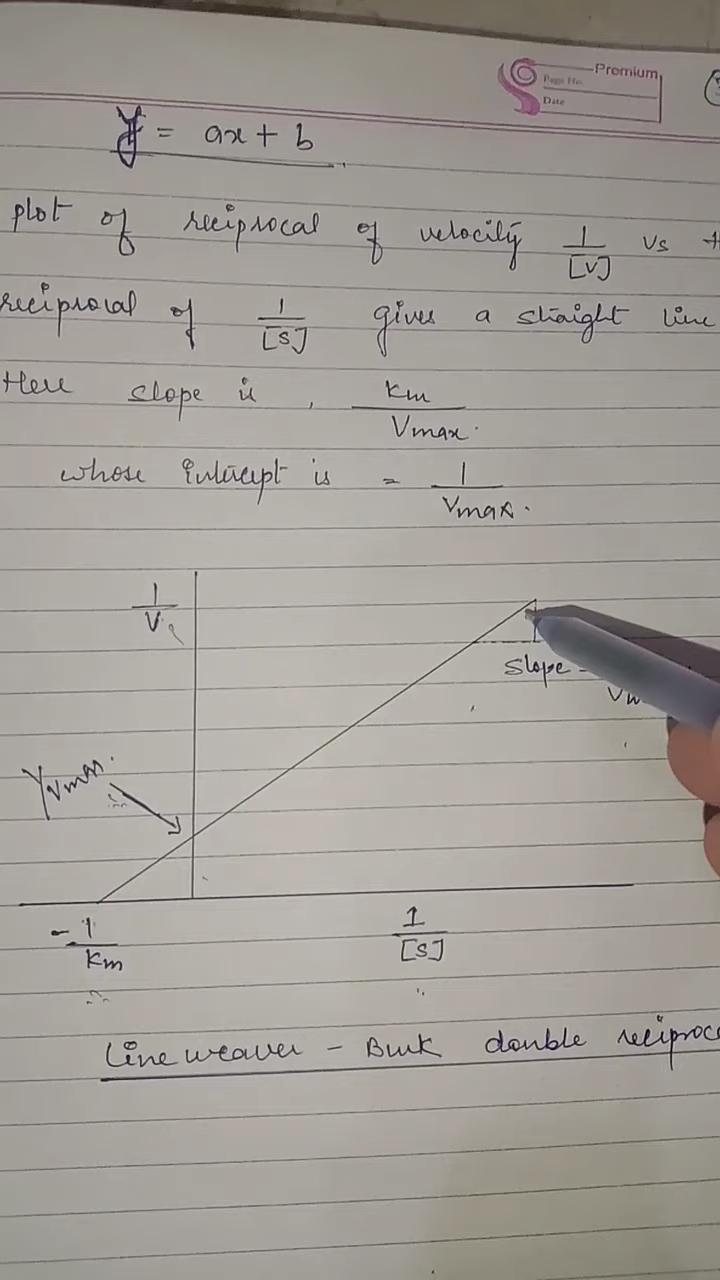 Premium
Page No.
Date
y = ax + b
plot of reciprocal of velocity 1/[V] vs
reciprocal of 1/[S] gives a straight line
Here slope is, Km/Vmax.
whose intercept is = 1/Vmax.
1/V
Slope =
1/Vmax.
-1/Km
1/[S]
Lineweaver - Burk double reciproc